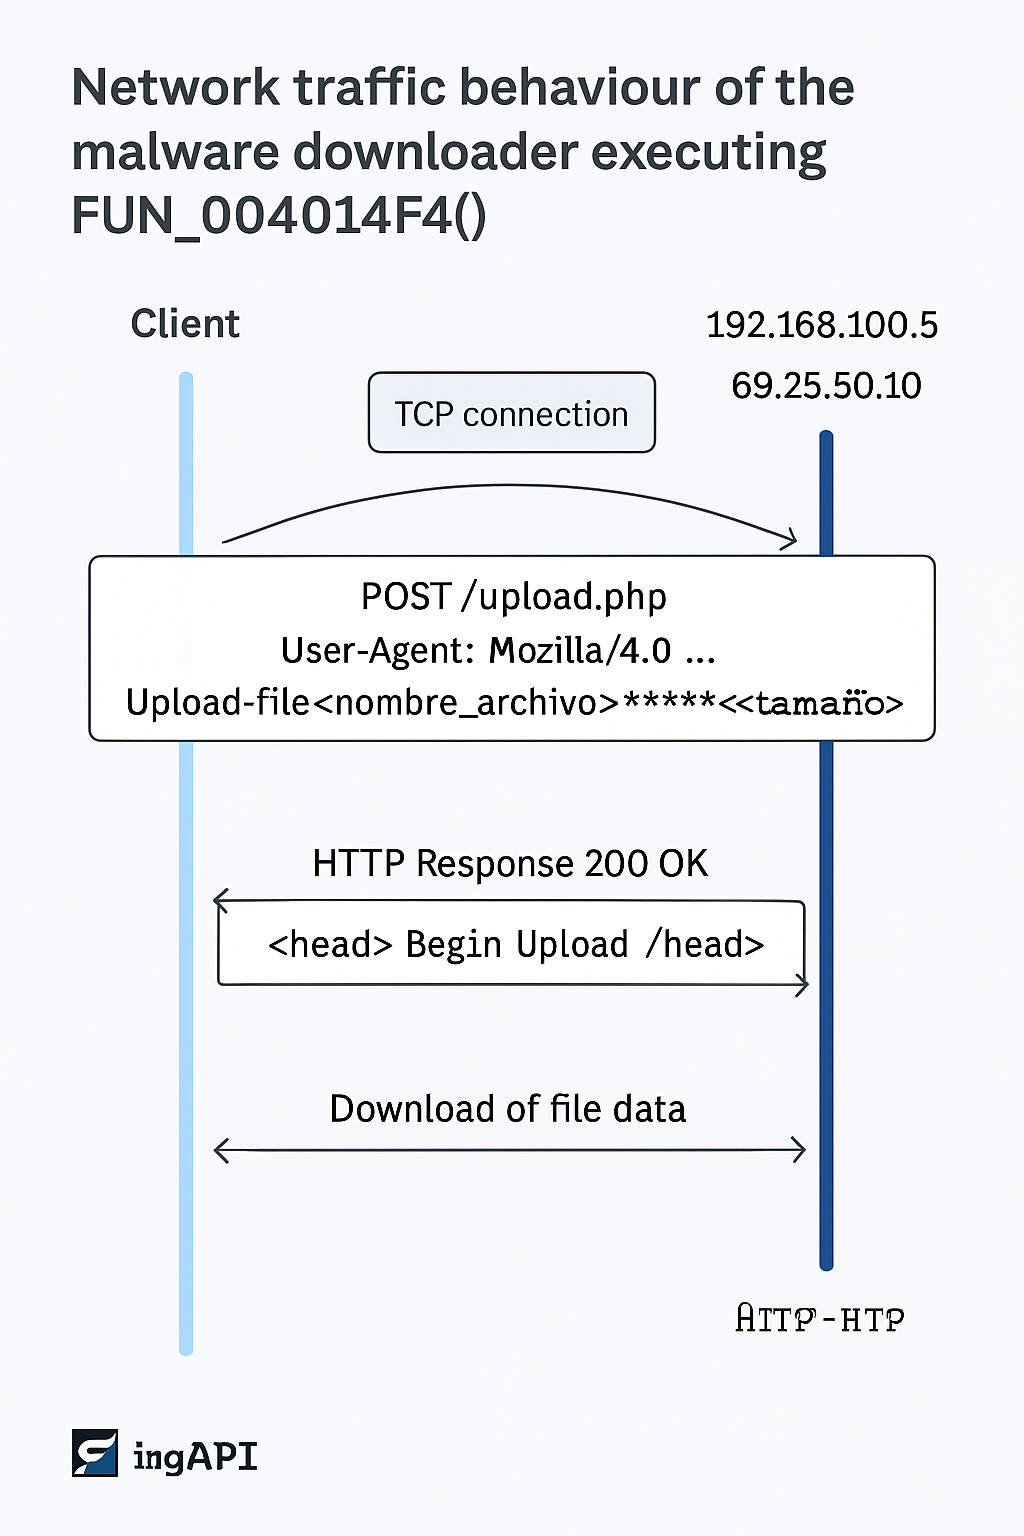 Network traffic behaviour of the
malware downloader executing
FUN_004014F4()
Client
192.168.100.5
69.25.50.10
TCP connection
POST /upload.php
User-Agent: Mozilla/4.0 ...
Upload-file<nombre_archivo>*****<<tamaño>
HTTP Response 200 OK
<head> Begin Upload /head>
Download of file data
ingAPI